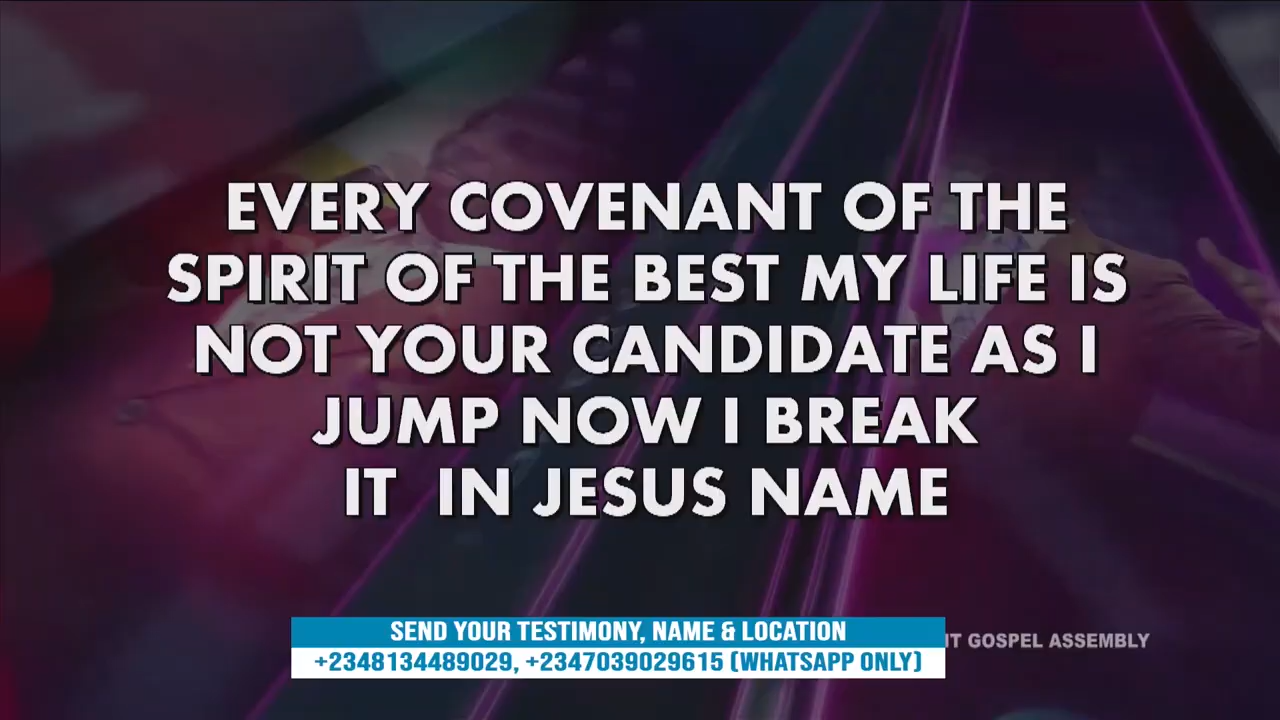 EVERY COVENANT OF THE
SPIRIT OF THE BEST MY LIFE IS
NOT YOUR CANDIDATE AS I
JUMP NOW I BREAK
IT IN JESUS NAME
SEND YOUR TESTIMONY, NAME & LOCATION
+2348134489029, +2347039029615 (WHATSAPP ONLY)
GOSPEL ASSEMBLY